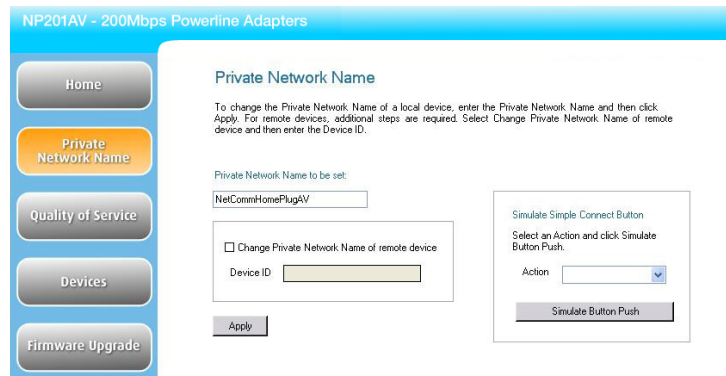 NP201AV - 200Mbps Powerline Adapters
Home
Private
Network Name
Quality of Service
Devices
Firmware Upgrade
Private Network Name
To change the Private Network Name of a local device, enter the Private Network Name and then click
Apply. For remote devices, additional steps are required. Select Change Private Network Name of remote
device and then enter the Device ID.
Private Network Name to be set:
NetCommHomePlugAV
Change Private Network Name of remote device
Device ID
Apply
Simulate Simple Connect Button
Select an Action and click Simulate
Button Push.
Action
Simulate Button Push